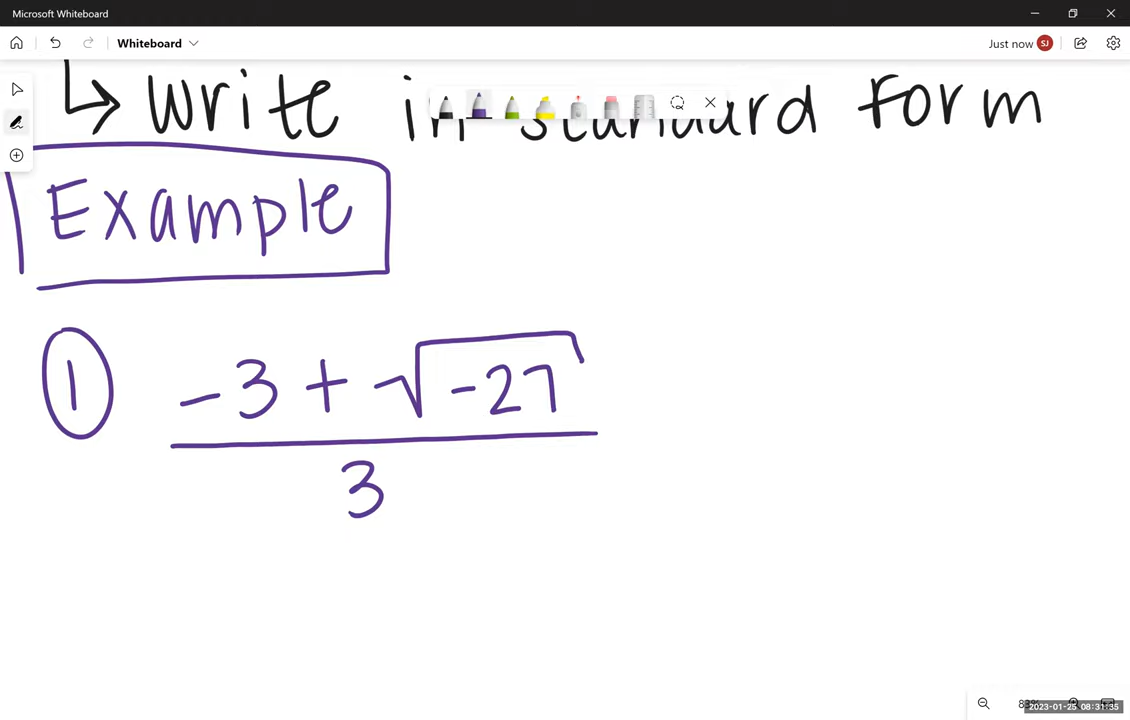 Microsoft Whiteboard
Whiteboard
Just now SJ
↳ Write in standard form
Example
① -3 + √-27
3
2023-01-25 08:31:35